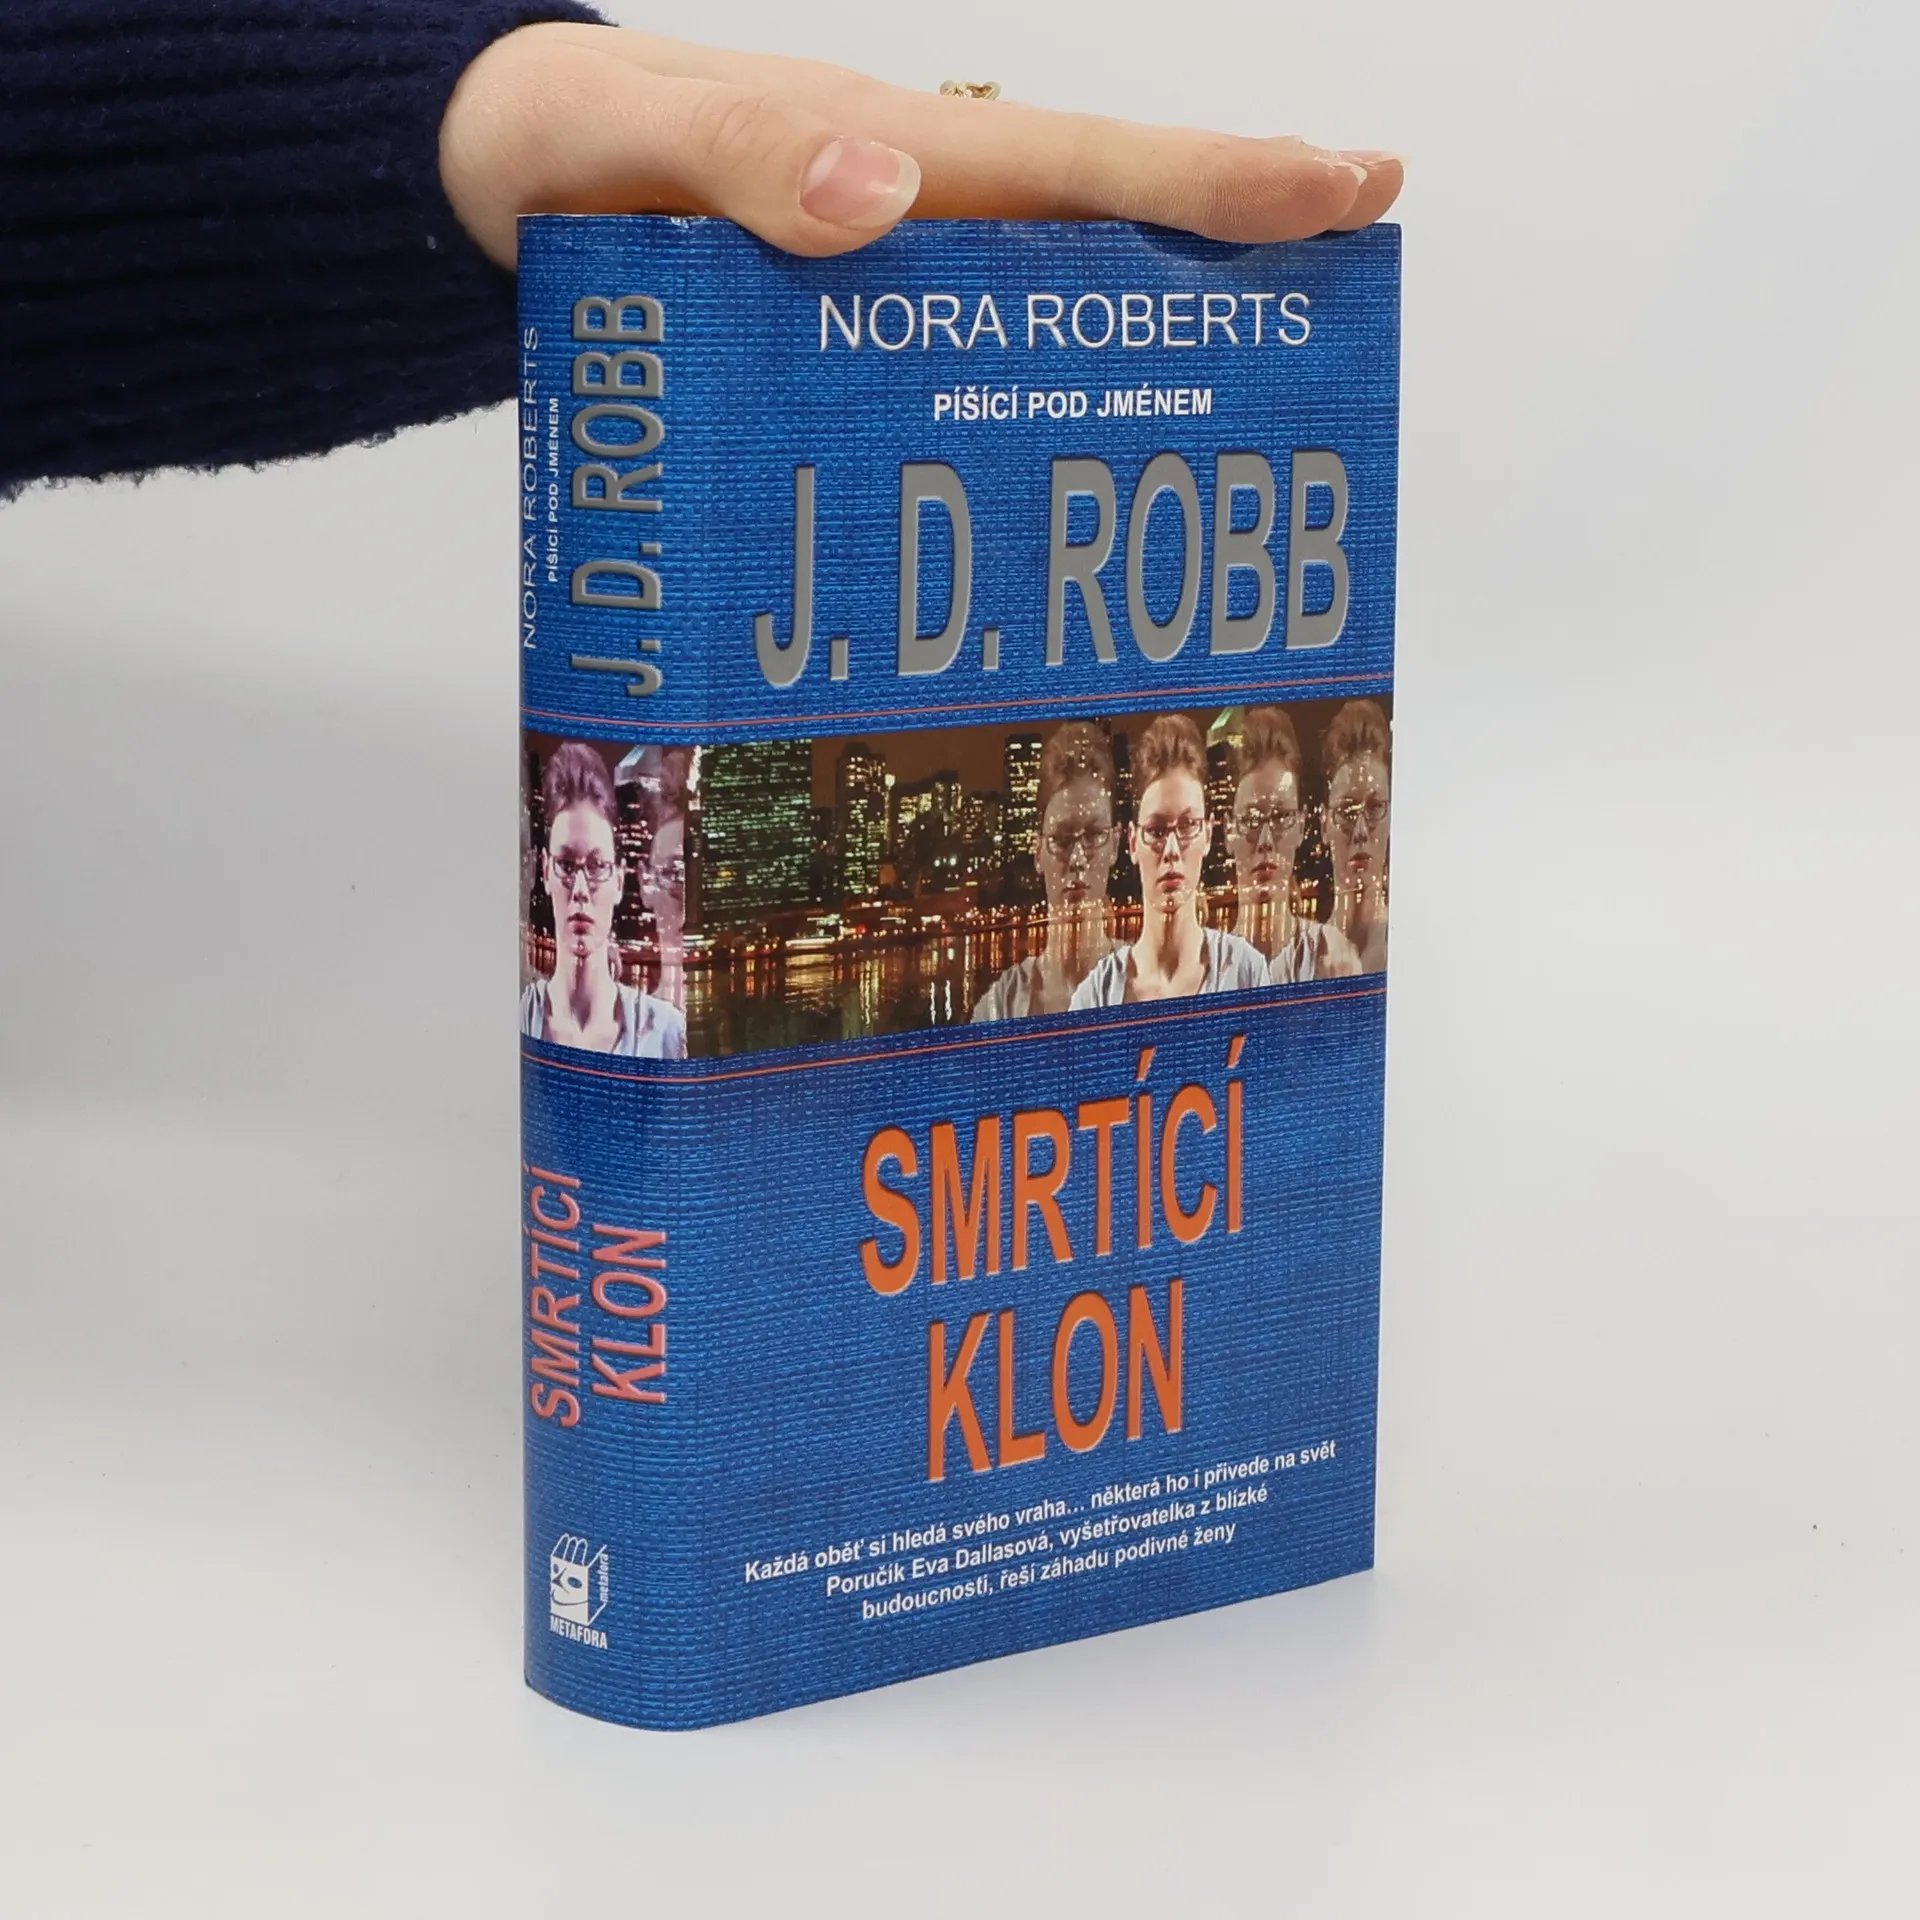 NORA ROBERTS
PÍŠÍCÍ POD JMÉNEM
J. D. ROBB
SMRTÍCÍ
KLON
Každá oběť si hledá svého vraha... některá ho i přivede na svět
Poručík Eva Dallasová, vyšetřovatelka z blízké
budoucnosti, řeší záhadu podivné ženy
NORA ROBERTS
PÍŠÍCÍ POD JMÉNEM
J. D. ROBB
SMRTÍCÍ
KLON
metafora
METAFORA